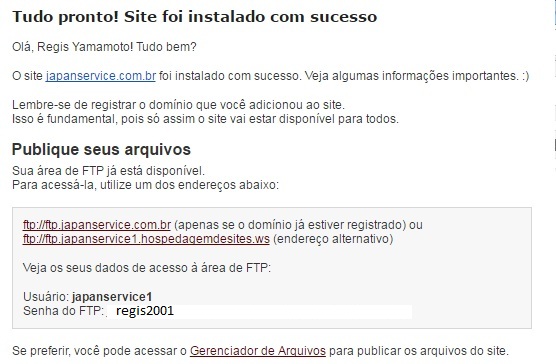 Tudo pronto! Site foi instalado com sucesso
Olá, Regis Yamamoto! Tudo bem?
O site japanservice.com.br foi instalado com sucesso. Veja algumas informações importantes. :)
Lembre-se de registrar o domínio que você adicionou ao site.
Isso é fundamental, pois só assim o site vai estar disponível para todos.
Publique seus arquivos
Sua área de FTP já está disponível.
Para acessá-la, utilize um dos endereços abaixo:
ftp://ftp.japanservice.com.br (apenas se o domínio já estiver registrado) ou
ftp://ftp.japanservice1.hospedagemdesites.ws (endereço alternativo)
Veja os seus dados de acesso à área de FTP:
Usuário: japanservice1
Senha do FTP: regis2001
Se preferir, você pode acessar o Gerenciador de Arquivos para publicar os arquivos do site.